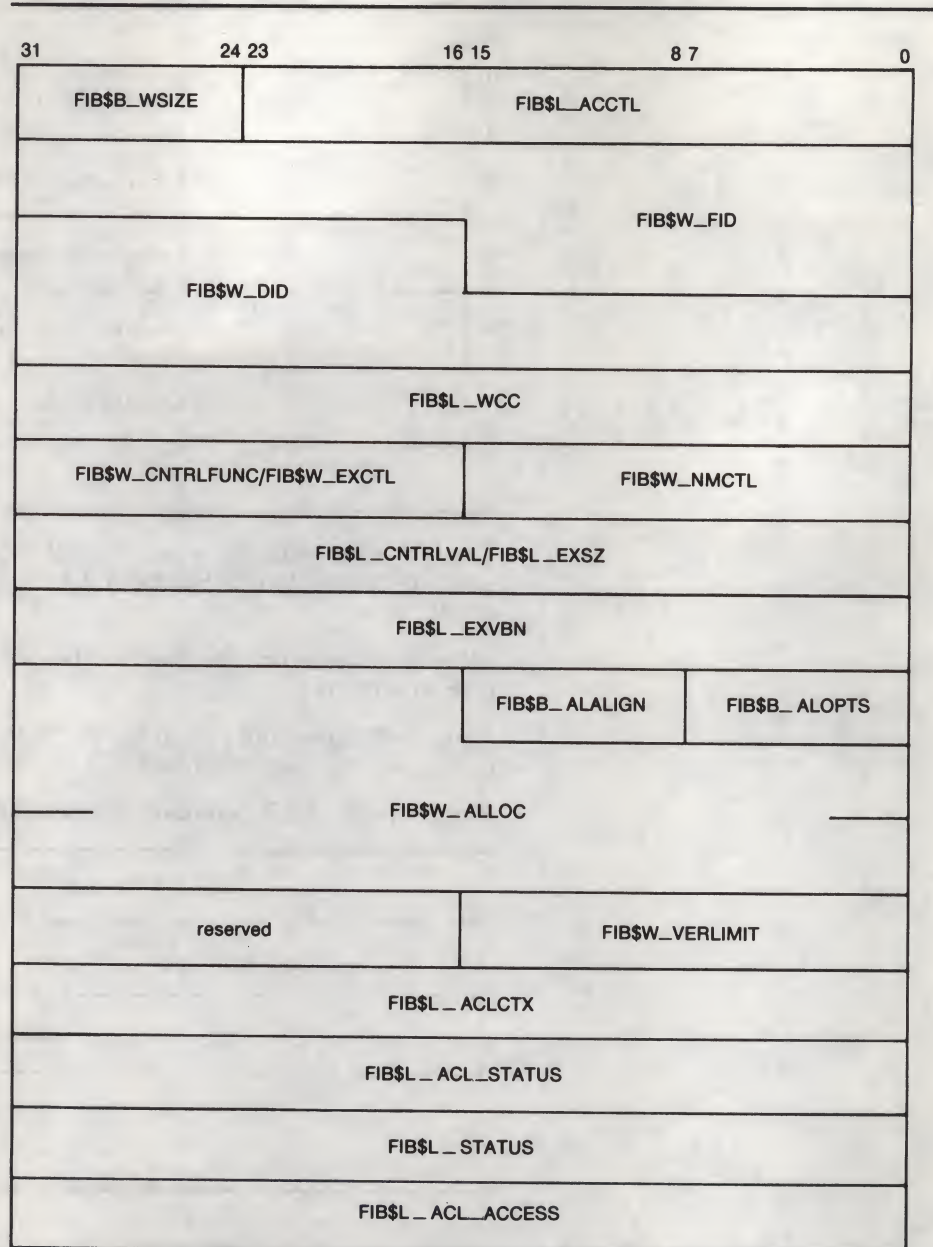 31 24 23 16 15 8 7 0
FIB$B_WSIZE FIB$L_ACCTL
FIB$W_FID
FIB$W_DID
FIB$L_WCC
FIB$W_CNTRLFUNC/FIB$W_EXCTL FIB$W_NMCTL
FIB$L_CNTRLVAL/FIB$L_EXSZ
FIB$L_EXVBN
FIB$B_ALALIGN FIB$B_ALOPTS
FIB$W_ALLOC
reserved FIB$W_VERLIMIT
FIB$L_ACLCTX
FIB$L_ACL_STATUS
FIB$L_STATUS
FIB$L_ACL_ACCESS